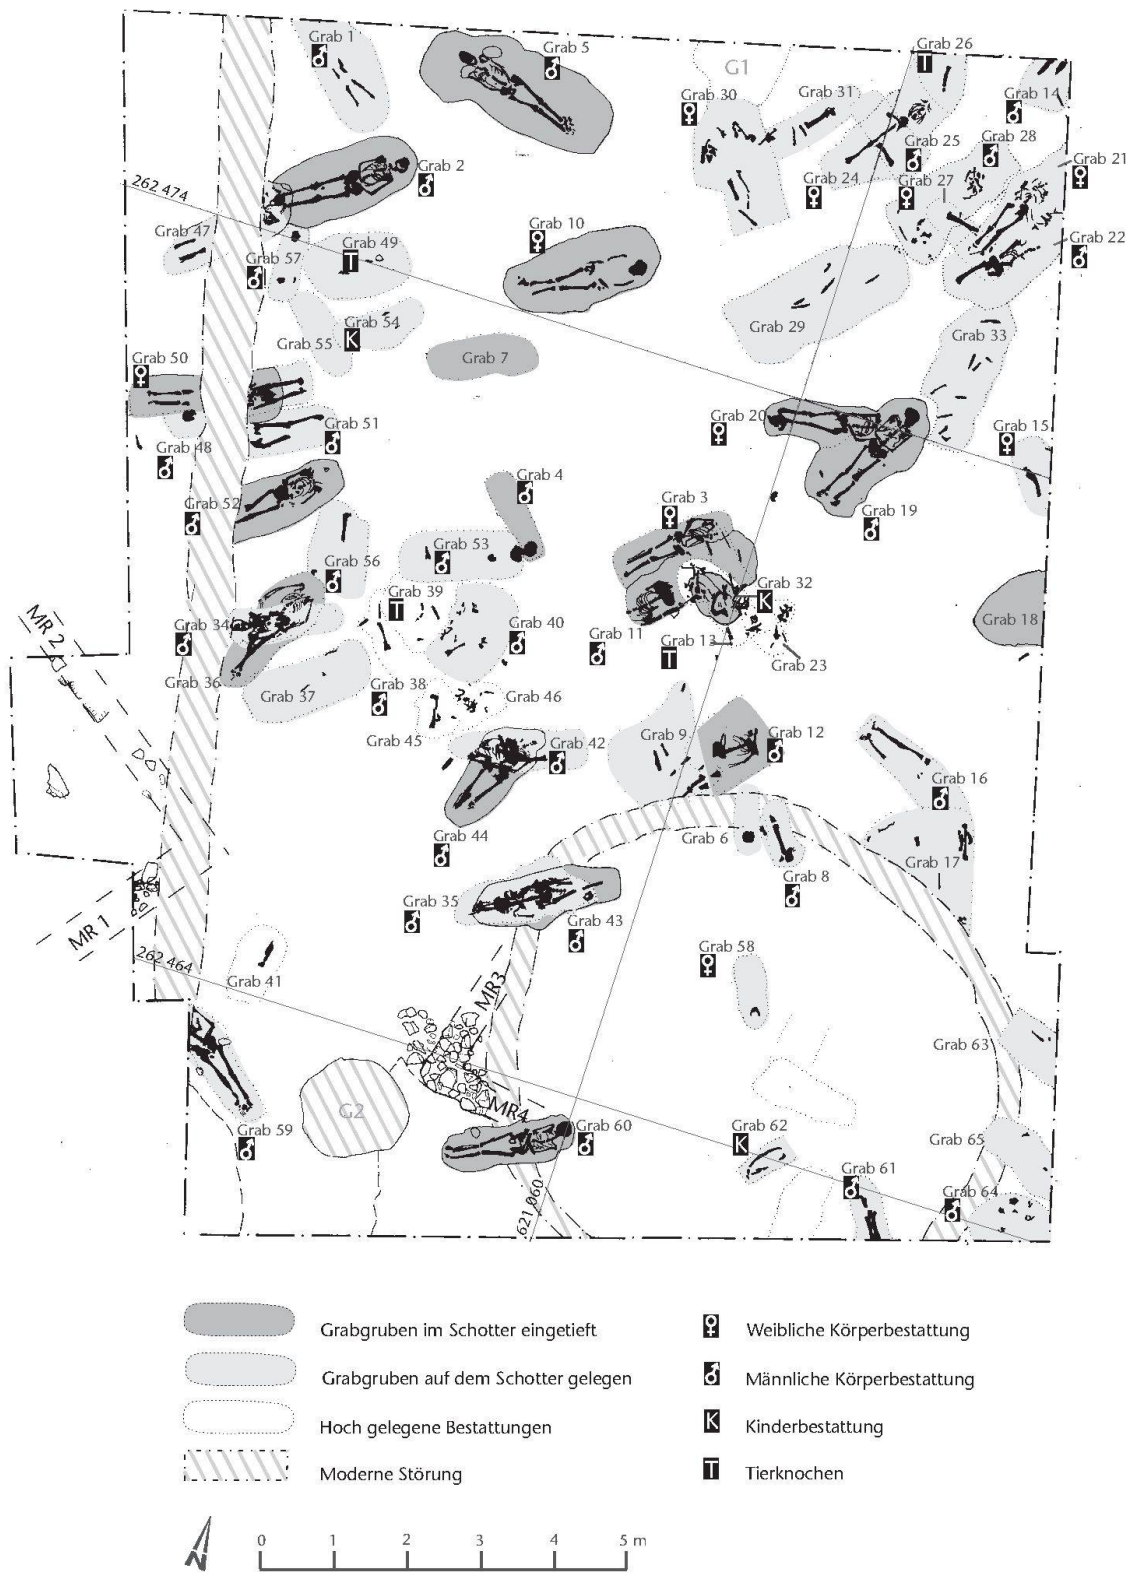 Grab 1
Grab 5
Grab 26
T
G1
Grab 30
Grab 31
Grab 14
Grab 25
Grab 28
Grab 2
Grab 21
Grab 24
Grab 27
262 474
Grab 10
Grab 47
Grab 49
T
Grab 22
Grab 57
Grab 54
K
Grab 55
Grab 29
Grab 33
Grab 50
Grab 7
Grab 51
Grab 20
Grab 15
Grab 48
Grab 4
Grab 52
Grab 3
Grab 19
Grab 53
Grab 56
Grab 39
T
Grab 32
K
MR 2
Grab 34
Grab 40
Grab 11
Grab 13
T
Grab 18
Grab 23
Grab 36
Grab 37
Grab 38
Grab 46
Grab 45
Grab 42
Grab 9
Grab 12
Grab 16
Grab 44
Grab 6
Grab 17
Grab 8
Grab 35
Grab 43
MR 1
Grab 58
262 464
Grab 41
MR3
Grab 63
G2
MR4
Grab 59
Grab 60
Grab 62
K
Grab 65
Grab 61
Grab 64
621 060
Grabgruben im Schotter eingetieft
Grabgruben auf dem Schotter gelegen
Hoch gelegene Bestattungen
Moderne Störung
♀ Weibliche Körperbestattung
♂ Männliche Körperbestattung
K Kinderbestattung
T Tierknochen
N
0 1 2 3 4 5 m